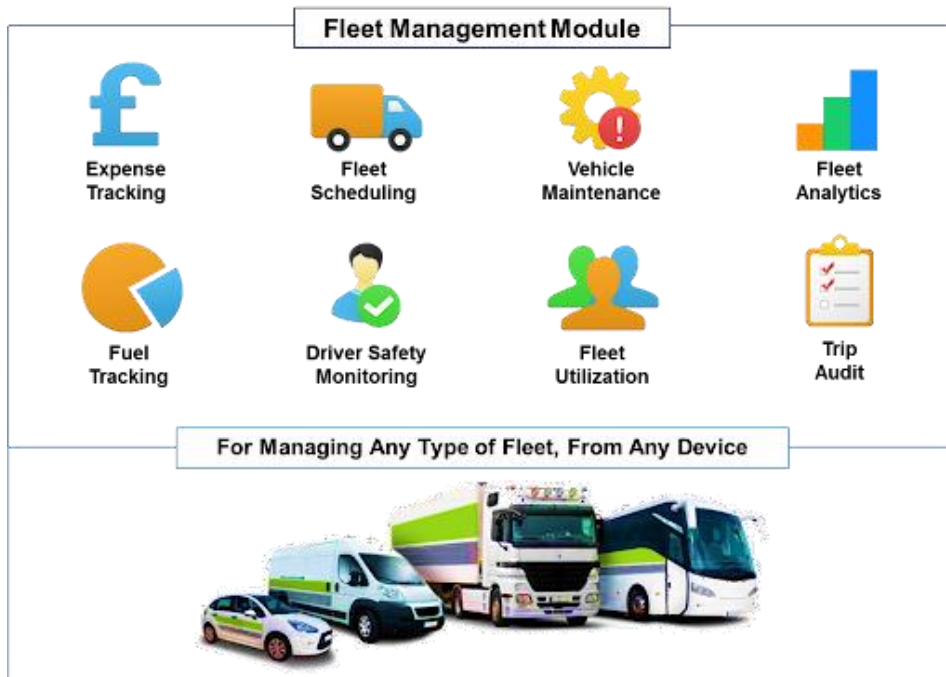 Fleet Management Module
Expense
Tracking
Fleet
Scheduling
Vehicle
Maintenance
Fleet
Analytics
Fuel
Tracking
Driver Safety
Monitoring
Fleet
Utilization
Trip
Audit
For Managing Any Type of Fleet, From Any Device